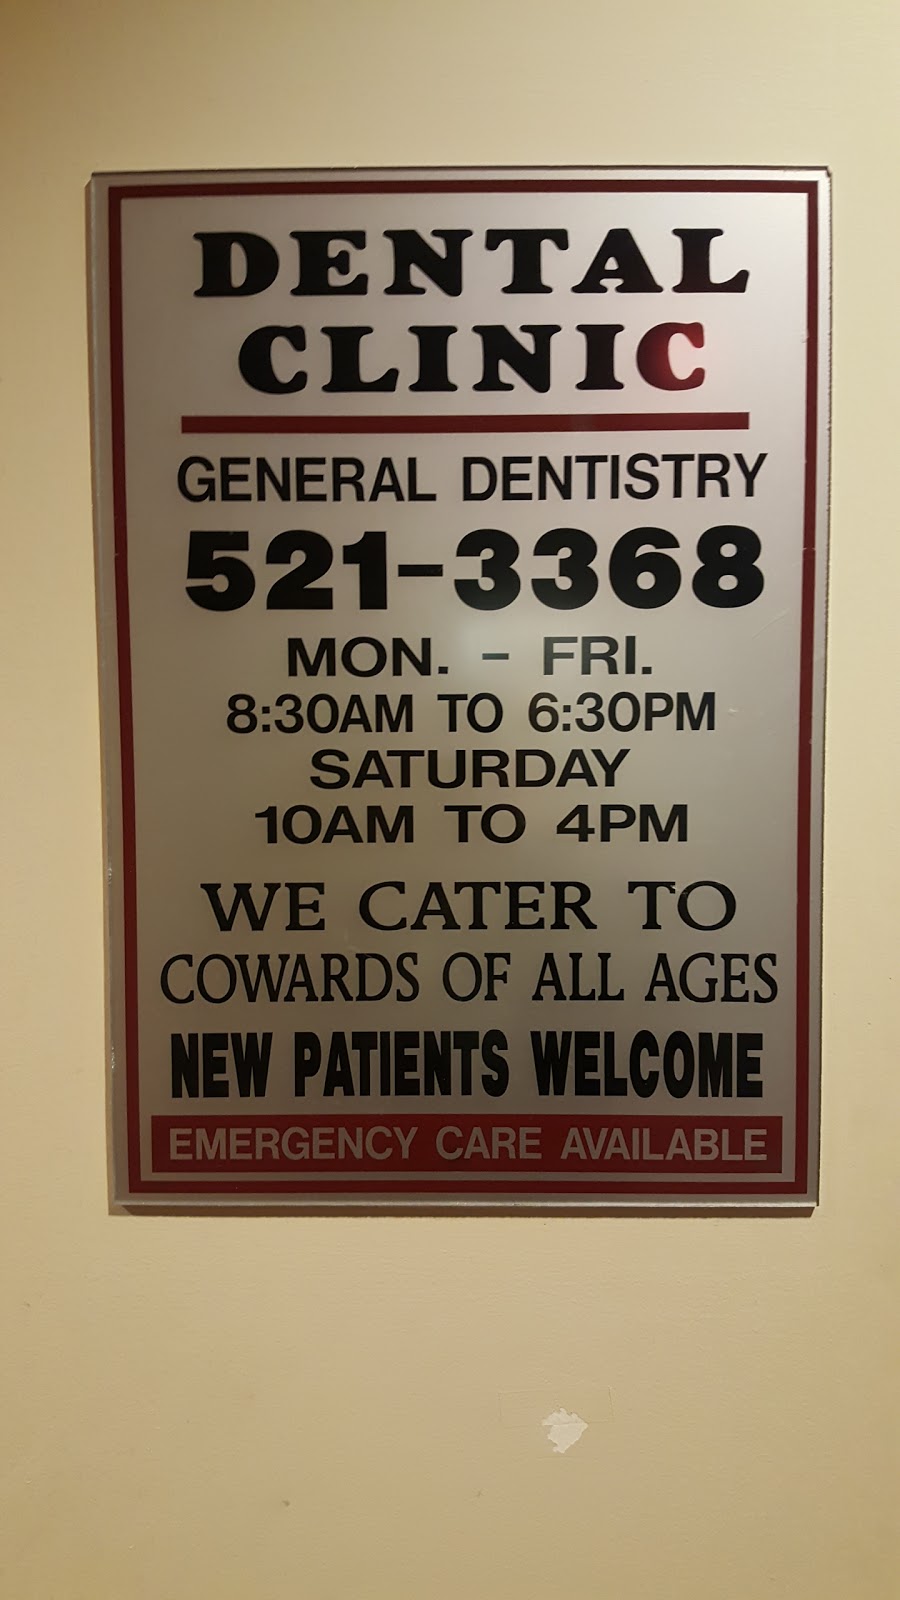 DENTAL
CLINIC
GENERAL DENTISTRY
521-3368
MON. - FRI.
8:30AM TO 6:30PM
SATURDAY
10AM TO 4PM
WE CATER TO
COWARDS OF ALL AGES
NEW PATIENTS WELCOME
EMERGENCY CARE AVAILABLE